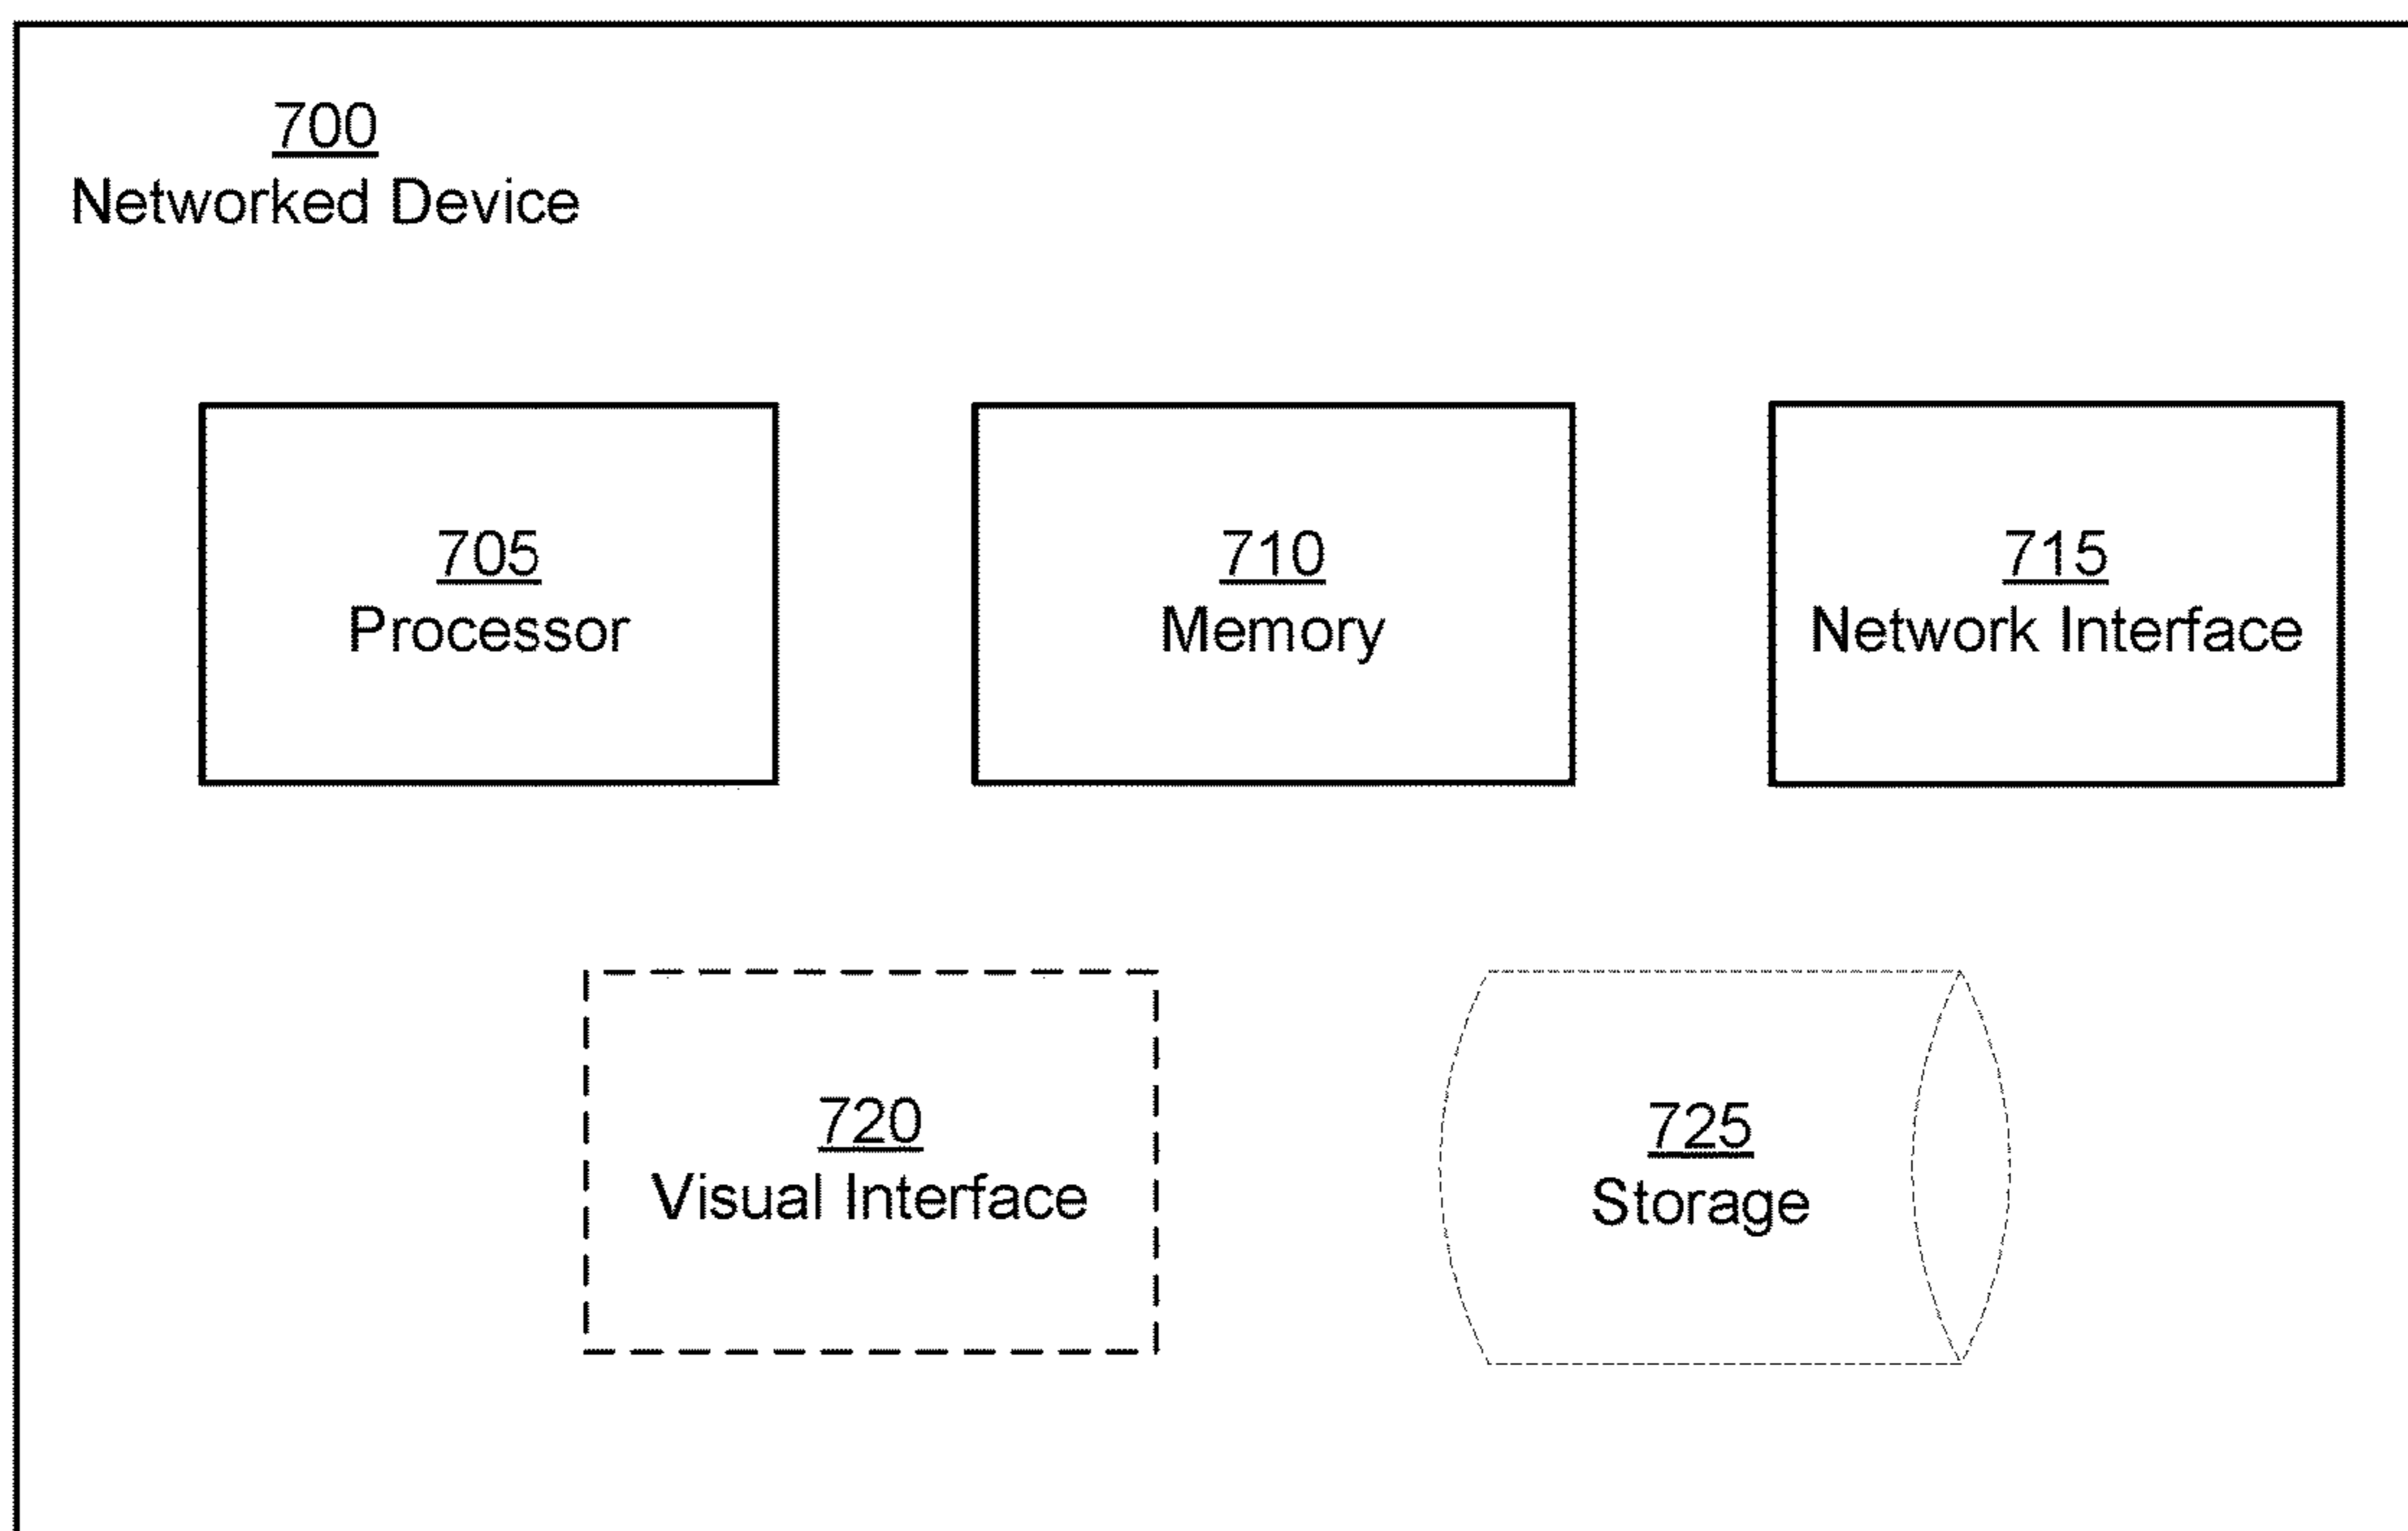 700
Networked Device
705
Processor
710
Memory
715
Network Interface
720
Visual Interface
725
Storage